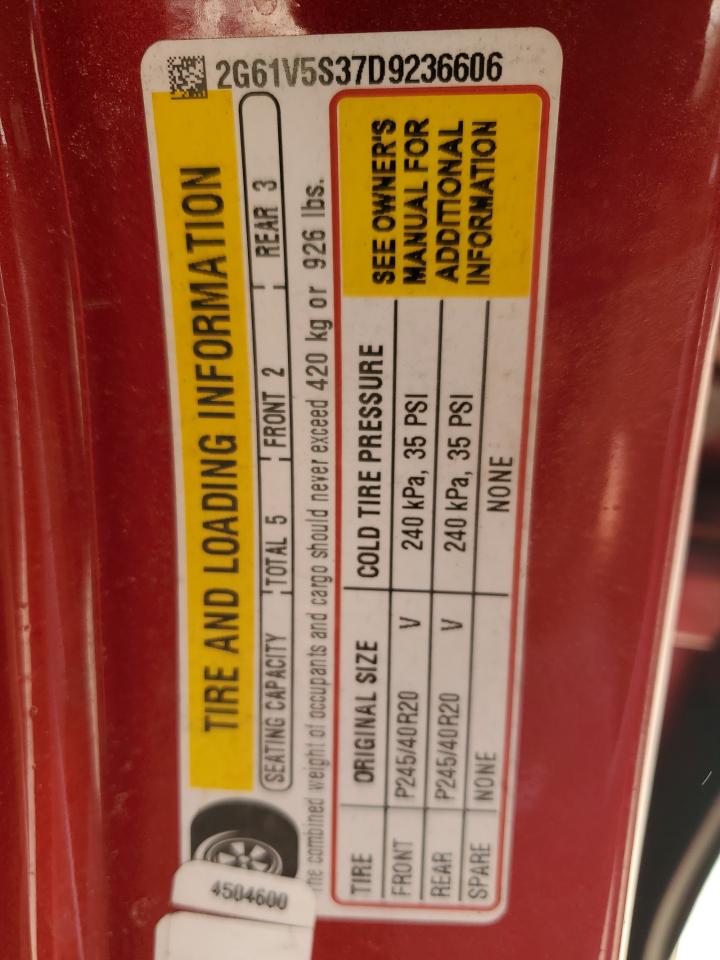 2G61V5S37D9236606
TIRE AND LOADING INFORMATION
SEATING CAPACITY TOTAL 5 FRONT 2 REAR 3
The combined weight of occupants and cargo should never exceed 420 kg or 926 lbs.
TIRE ORIGINAL SIZE COLD TIRE PRESSURE
FRONT P245/40R20 V 240 kPa, 35 PSI
REAR P245/40R20 V 240 kPa, 35 PSI
SPARE NONE NONE
SEE OWNER'S
MANUAL FOR
ADDITIONAL
INFORMATION
4504600